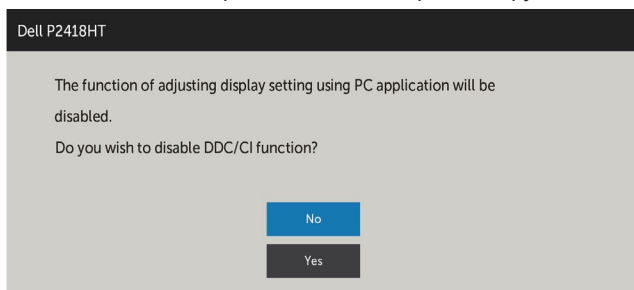 Dell P2418HT
The function of adjusting display setting using PC application will be
disabled.
Do you wish to disable DDC/CI function?
No
Yes